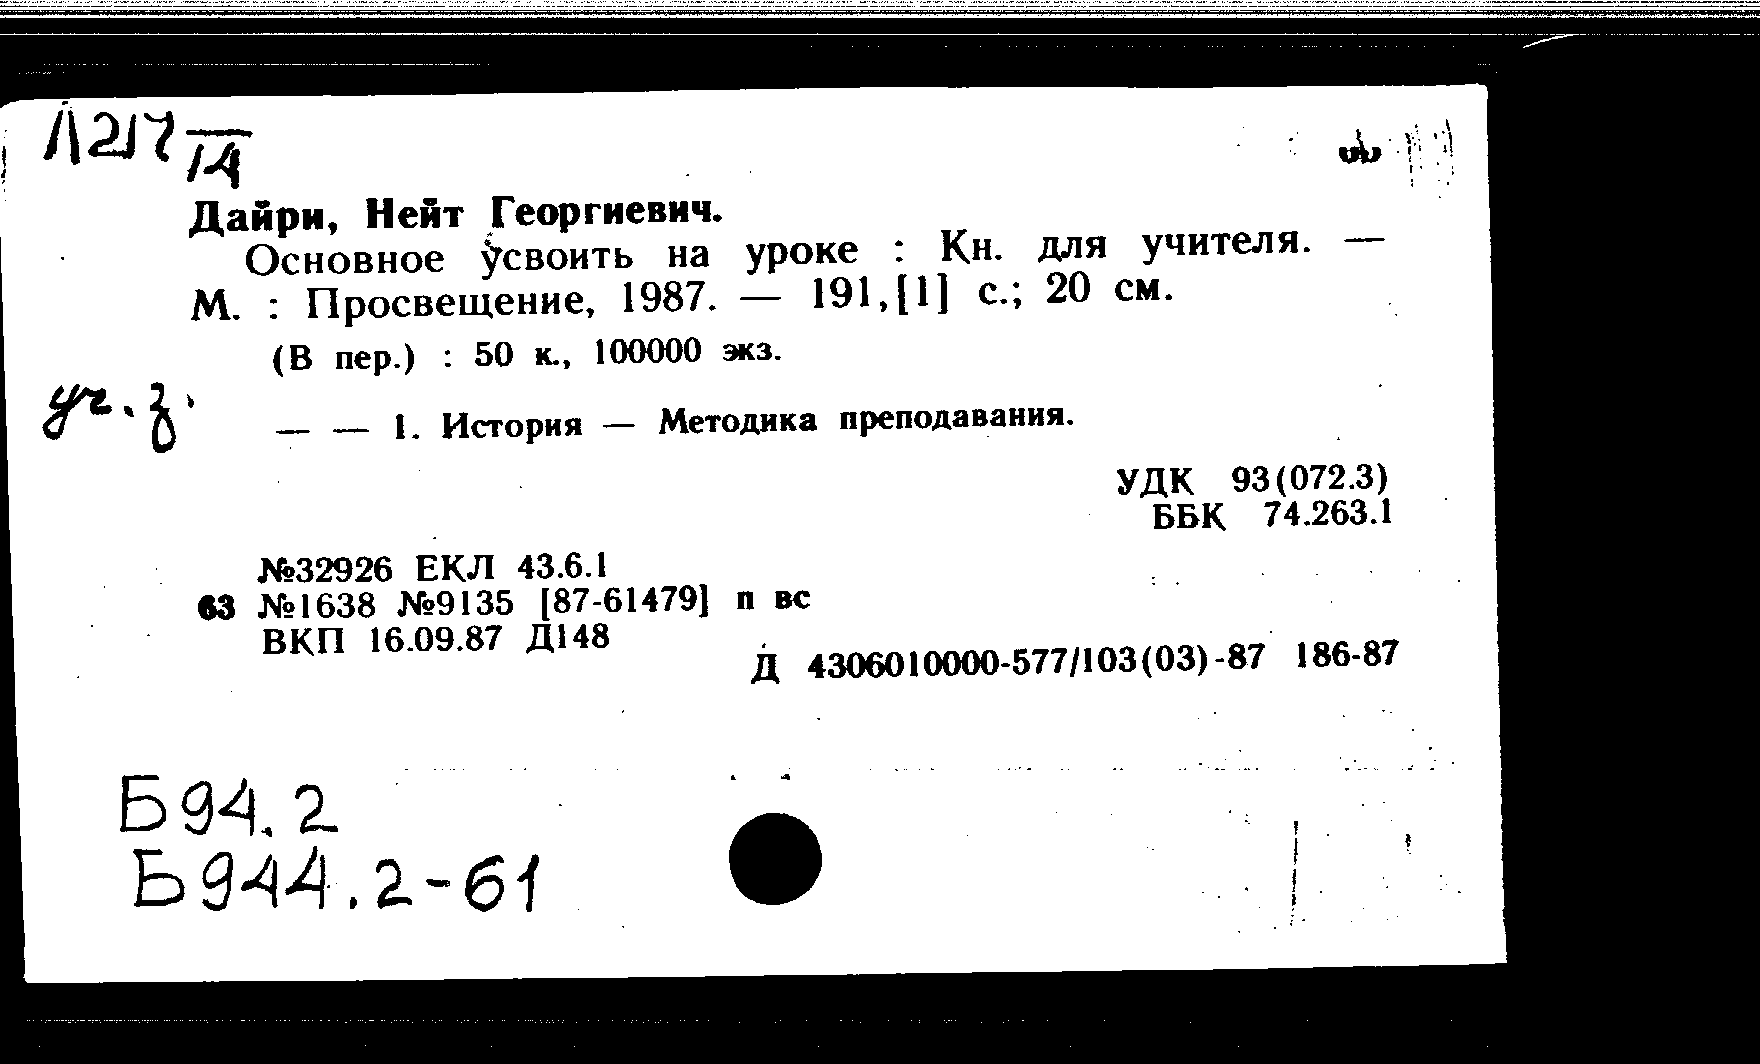 Л217
14
Дайри, Нейт Георгиевич.
Основное усвоить на уроке : Кн. для учителя. —
М. : Просвещение, 1987. — 191,[1] с.; 20 см.
(В пер.) : 50 к., 100000 экз.
уч. з.
— — 1. История — Методика преподавания.
УДК 93(072.3)
ББК 74.263.1
№32926 ЕКЛ 43.6.1
63 №1638 №9135 [87-61479] п вс
ВКП 16.09.87 Д148
Д 4306010000-577/103(03)-87 186-87
Б94.2
Б944.2-61